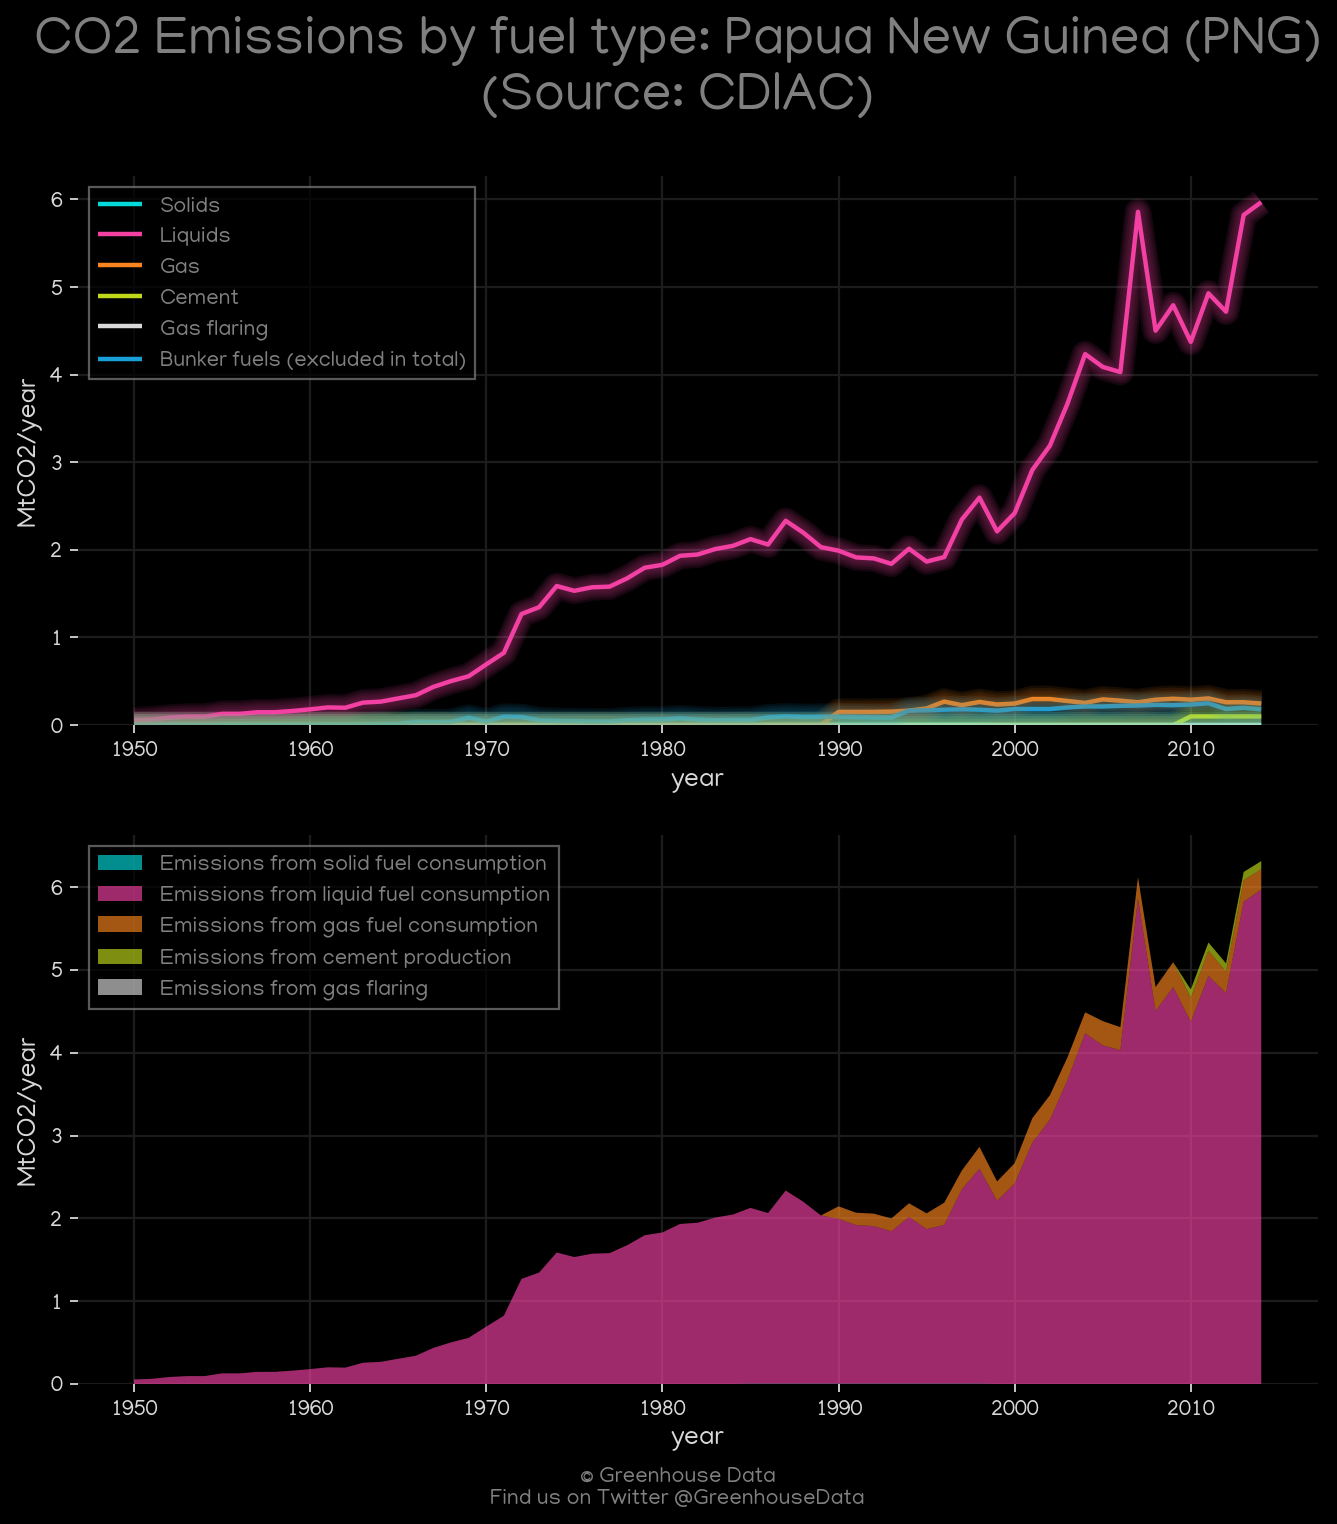 CO2 Emissions by fuel type: Papua New Guinea (PNG)
(Source: CDIAC)
Solids
Liquids
Gas
Cement
Gas flaring
Bunker fuels (excluded in total)
6
5
4
3
2
1
0
MtCO2/year
1950 1960 1970 1980 1990 2000 2010
year
Emissions from solid fuel consumption
Emissions from liquid fuel consumption
Emissions from gas fuel consumption
Emissions from cement production
Emissions from gas flaring
6
5
4
3
2
1
0
MtCO2/year
1950 1960 1970 1980 1990 2000 2010
year
© Greenhouse Data
Find us on Twitter @GreenhouseData